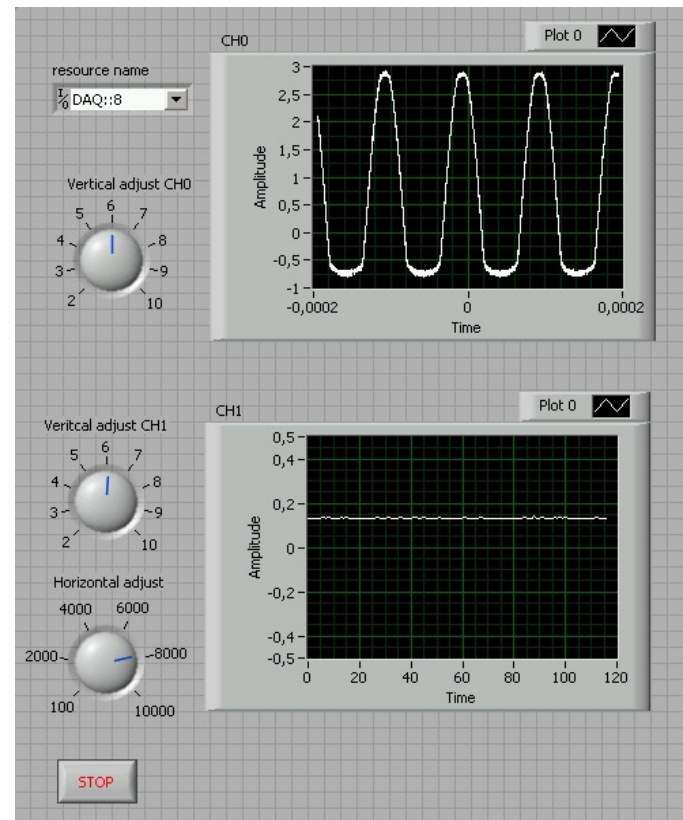 CH0
Plot 0
resource name
DAQ::8
Vertical adjust CH0
2 3 4 5 6 7 8 9 10
Amplitude
3
2,5
2
1,5
1
0,5
0
-0,5
-1
-0,0002 0 0,0002
Time
CH1
Plot 0
Veritcal adjust CH1
2 3 4 5 6 7 8 9 10
Amplitude
0,5
0,4
0,2
0
-0,2
-0,4
-0,5
0 20 40 60 80 100 120
Time
Horizontal adjust
100 2000 4000 6000 8000 10000
STOP